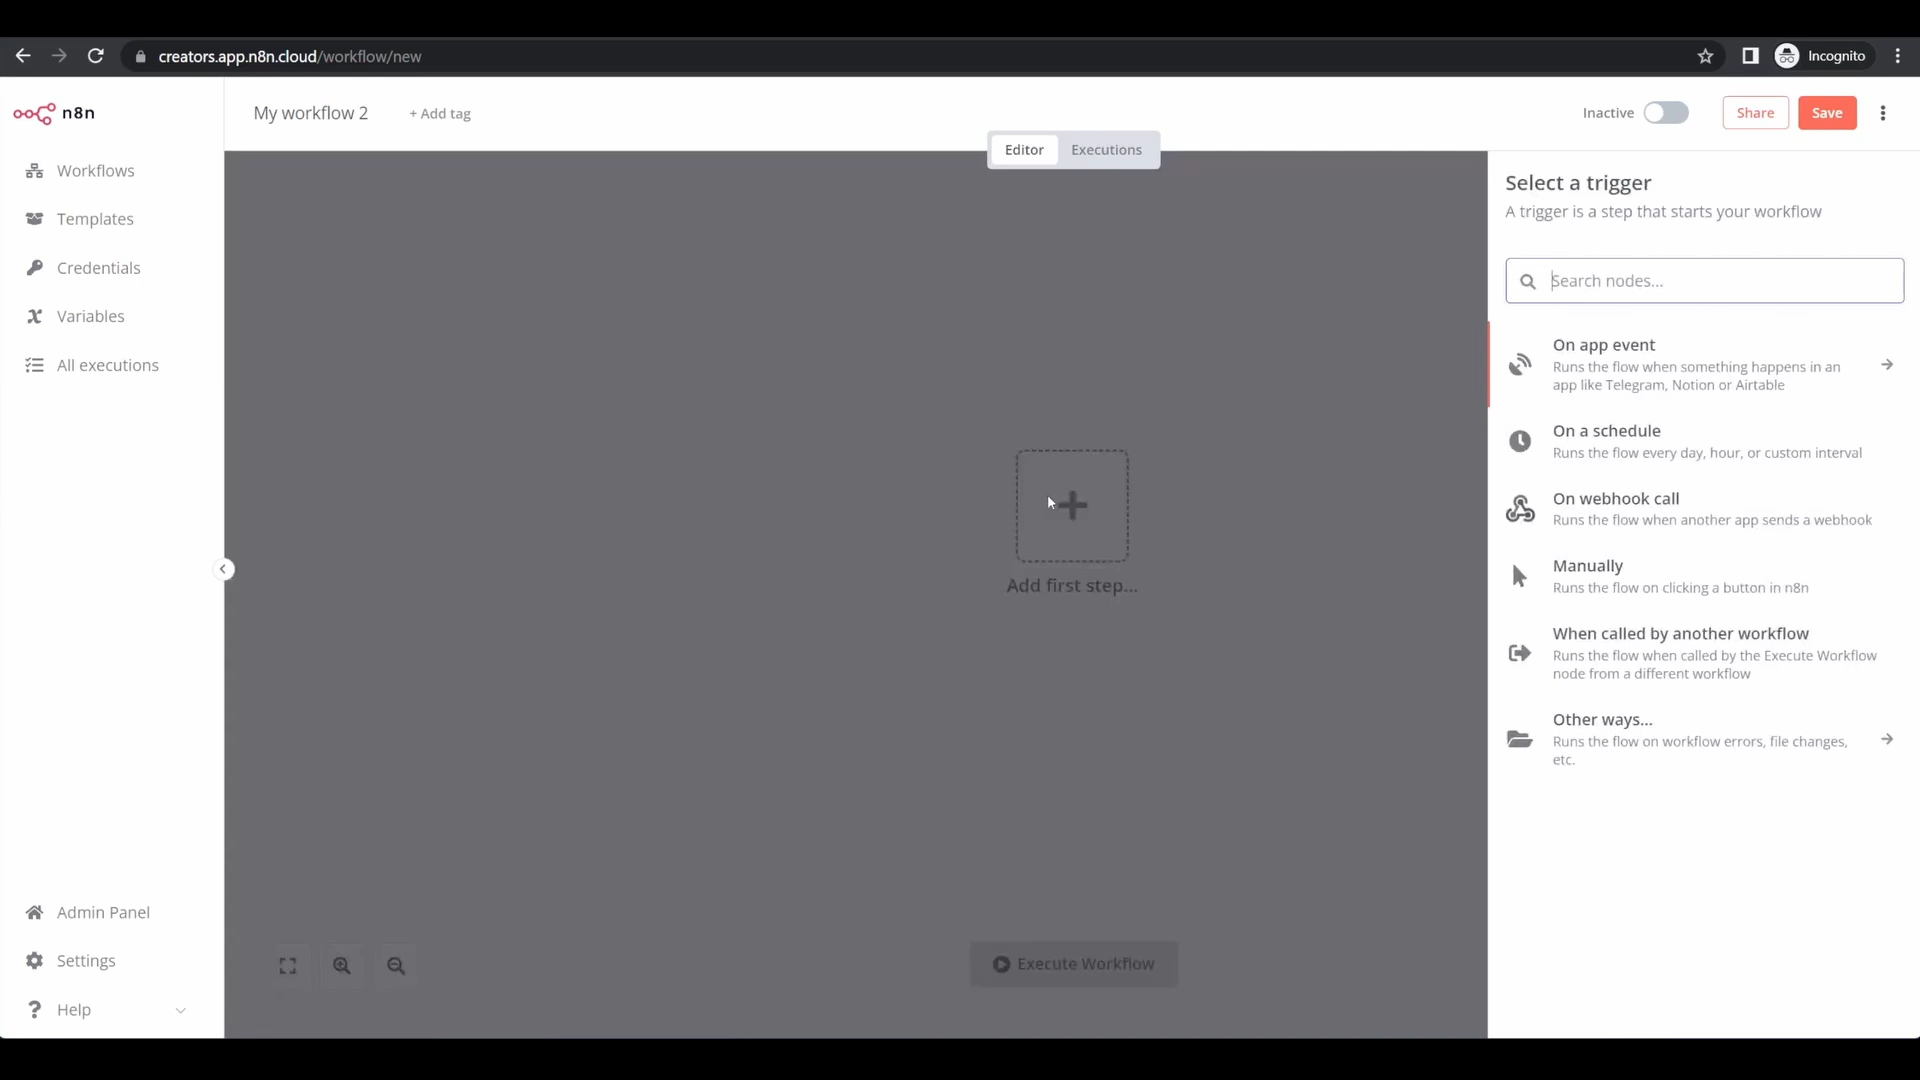 creators.app.n8n.cloud/workflow/new
Incognito
n8n
My workflow 2
+ Add tag
Inactive
Share
Save
Editor
Executions
Workflows
Templates
Credentials
Variables
All executions
Admin Panel
Settings
Help
Add first step...
Execute Workflow
Select a trigger
A trigger is a step that starts your workflow
Search nodes...
On app event
Runs the flow when something happens in an
app like Telegram, Notion or Airtable
On a schedule
Runs the flow every day, hour, or custom interval
On webhook call
Runs the flow when another app sends a webhook
Manually
Runs the flow on clicking a button in n8n
When called by another workflow
Runs the flow when called by the Execute Workflow
node from a different workflow
Other ways...
Runs the flow on workflow errors, file changes,
etc.